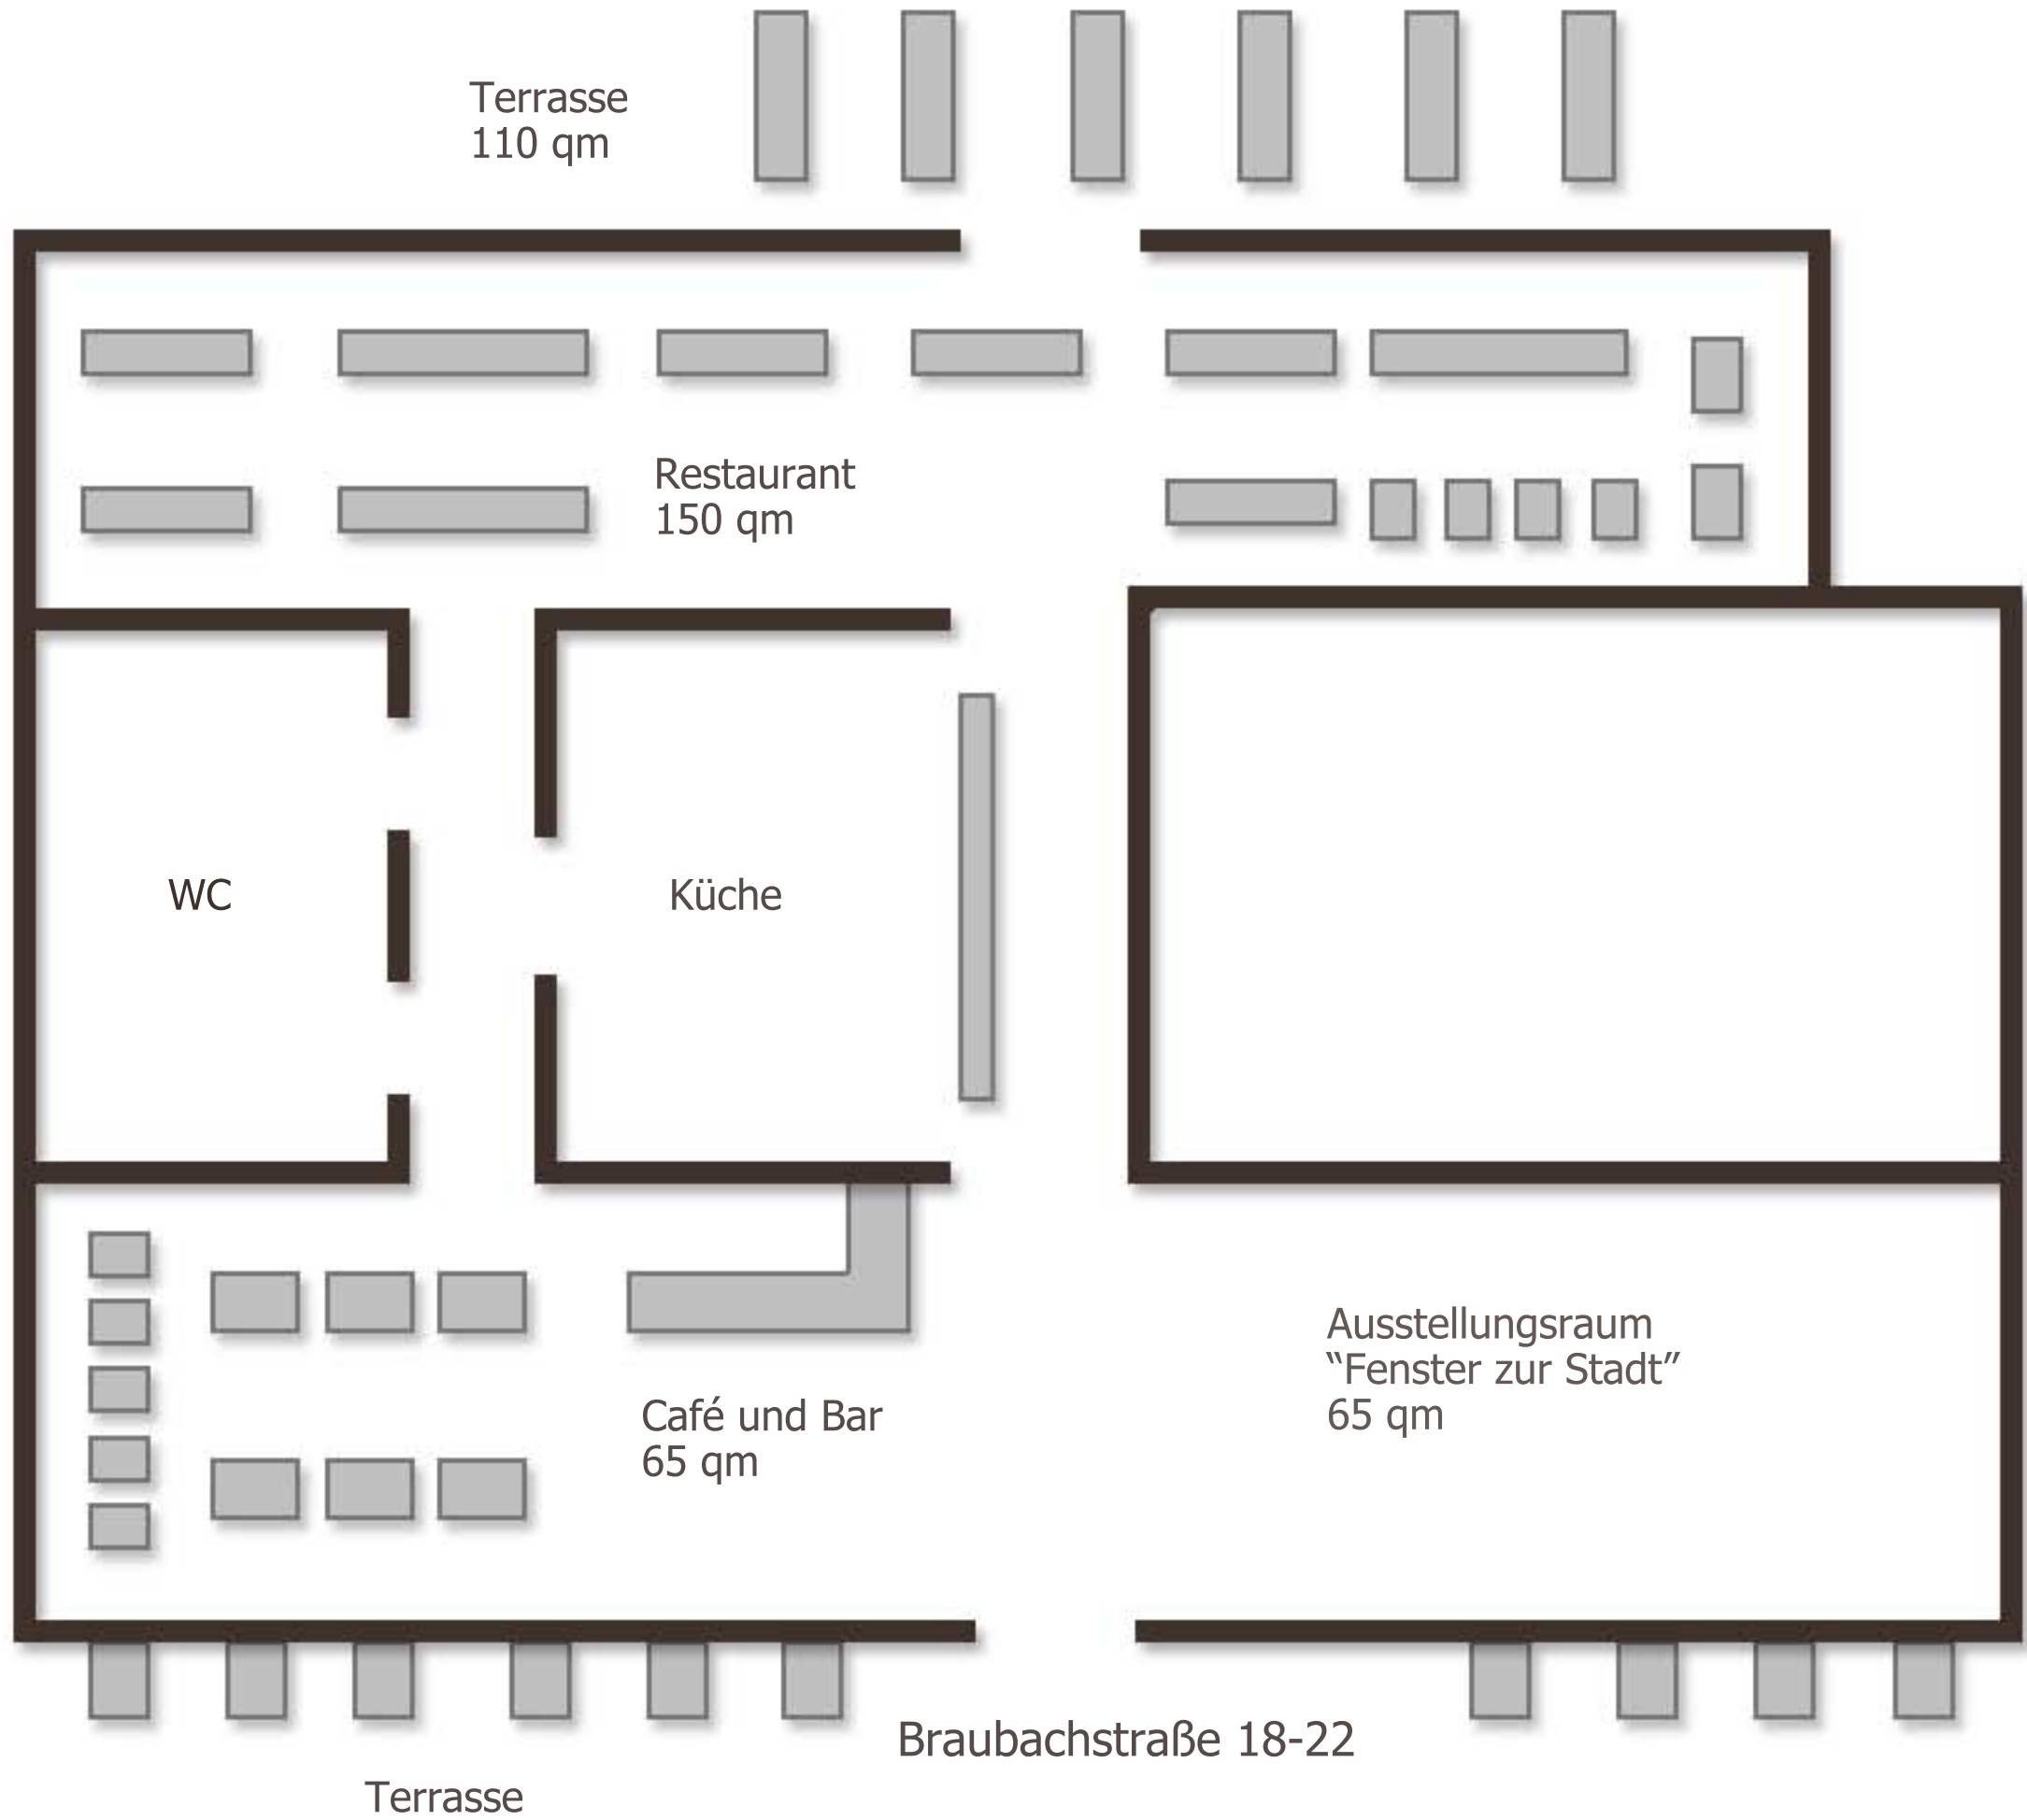 Terrasse
110 qm
Restaurant
150 qm
WC
Küche
Ausstellungsraum
“Fenster zur Stadt”
65 qm
Café und Bar
65 qm
Braubachstraße 18-22
Terrasse